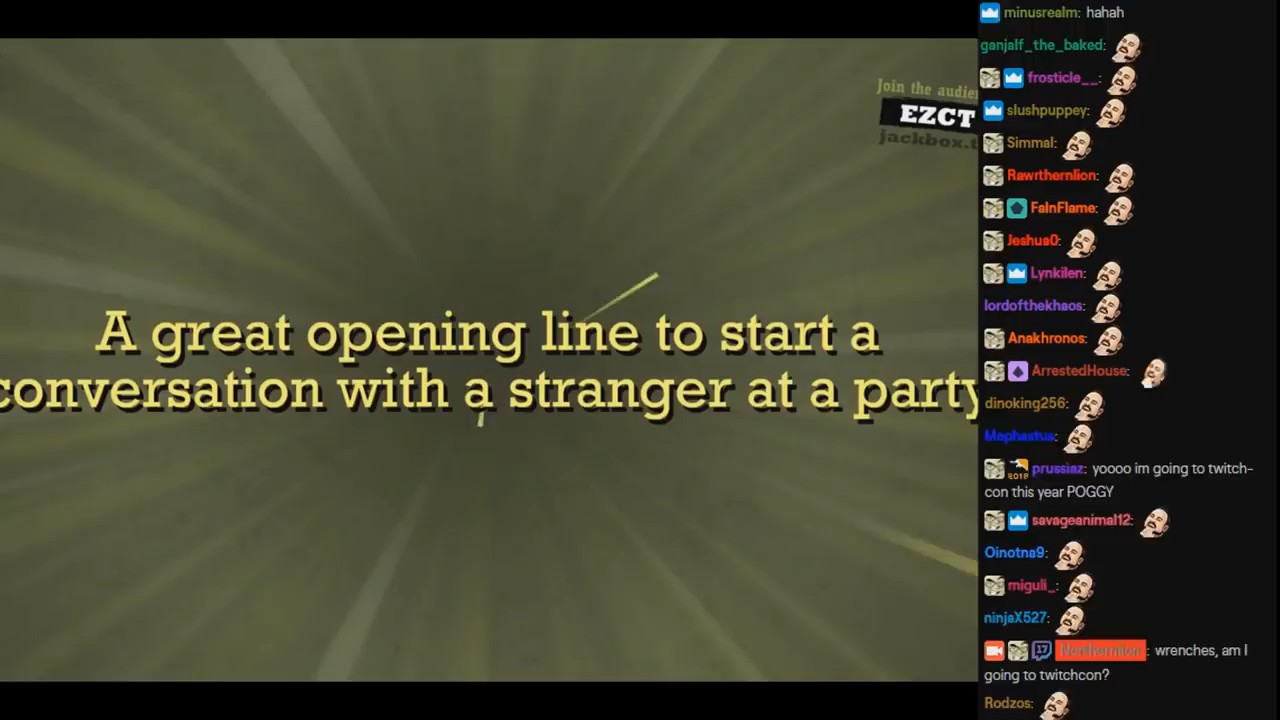 Join the audien
EZCT
jackbox.t
A great opening line to start a
conversation with a stranger at a party
minusrealm: hahah
ganjalf_the_baked:
frosticle__:
slushpuppey:
Simmal:
Rawrthernlion:
FalnFlame:
Jeshua0:
Lynkilen:
lordofthekhaos:
Anakhronos:
ArrestedHouse:
dinoking256:
Mephastus:
prussiaz: yoooo im going to twitch-
con this year POGGY
savageanimal12:
Oinotna9:
miguli_:
ninjaX527:
Northernlion: wrenches, am I
going to twitchcon?
Rodzos: